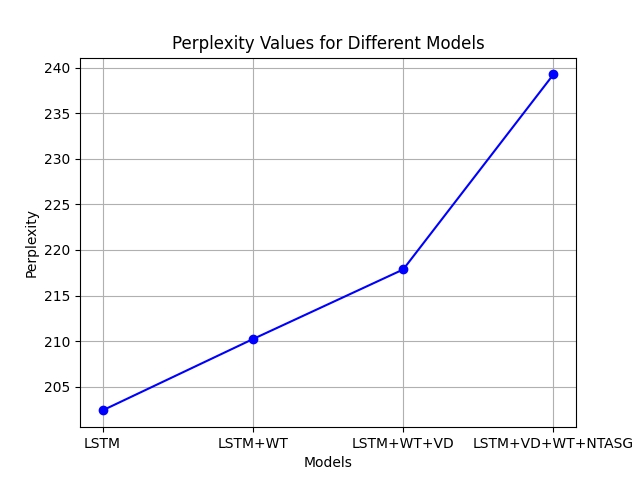 Perplexity Values for Different Models
240
235
230
225
220
215
210
205
Perplexity
LSTM LSTM+WT LSTM+WT+VD LSTM+VD+WT+NTASG
Models